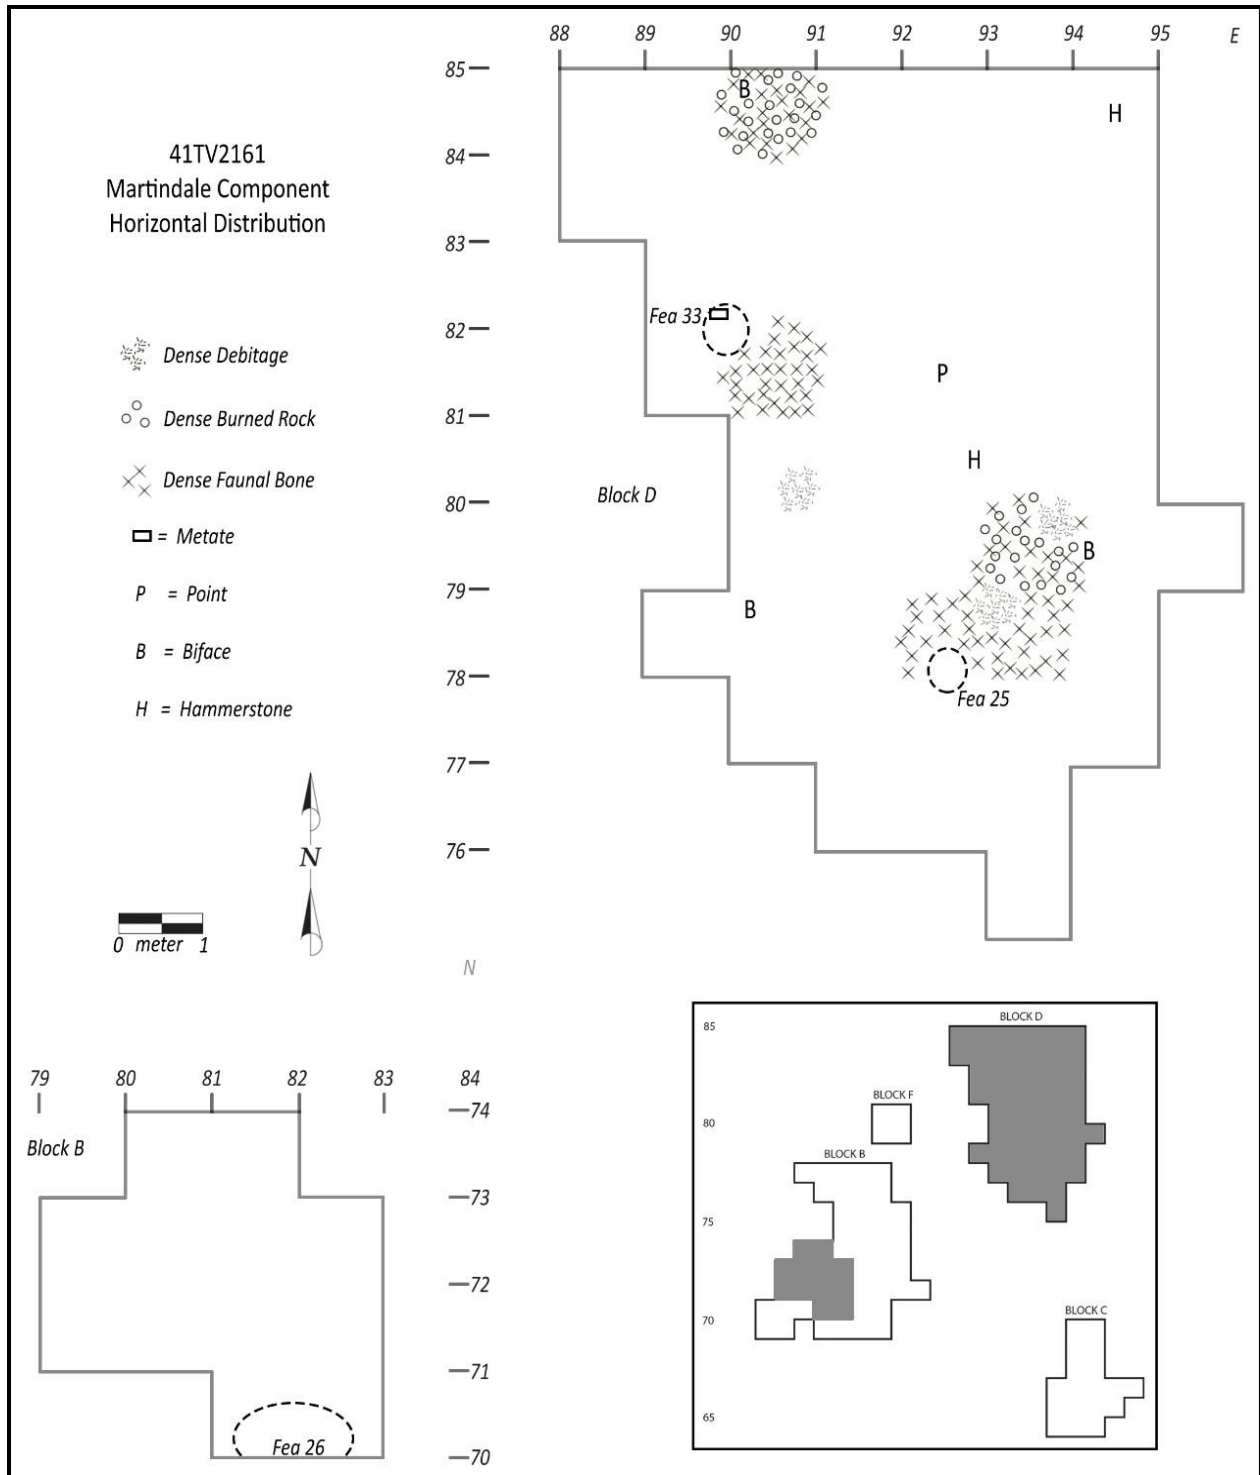 88 89 90 91 92 93 94 95 E
85
B
H
84
41TV2161
Martindale Component
Horizontal Distribution
83
Fea 33
82
Dense Debitage
P
81
Dense Burned Rock
H
Dense Faunal Bone
Block D
80
= Metate
B
79
P = Point
B
B = Biface
78
H = Hammerstone
Fea 25
77
76
N
0 meter 1
N
79 80 81 82 83 84
74
Block B
73
72
71
Fea 26
70
BLOCK D
85
BLOCK F
80
BLOCK B
75
BLOCK C
70
65